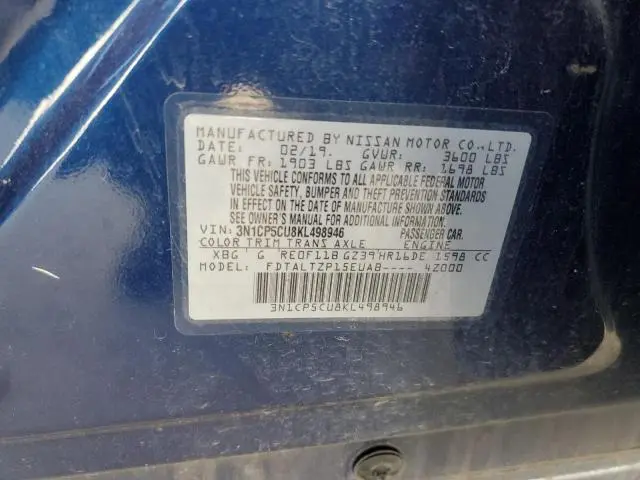 MANUFACTURED BY NISSAN MOTOR CO.,LTD.
DATE: 02/19. GVWR: 3600 LBS
GAWR FR: 1903 LBS GAWR RR: 1698 LBS
THIS VEHICLE CONFORMS TO ALL APPLICABLE FEDERAL MOTOR
VEHICLE SAFETY, BUMPER AND THEFT PREVENTION STANDARDS
IN EFFECT ON THE DATE OF MANUFACTURE SHOWN ABOVE.
SEE OWNER'S MANUAL FOR ADDITIONAL INFORMATION.
VIN: 3N1CP5CU8KL498946 PASSENGER CAR.
COLOR TRIM TRANS AXLE ENGINE
XBG G RE0F11B GZ39 HR16DE 1598 CC
MODEL: FDTALTZP15EUAB---- 4Z000
3N1CP5CU8KL498946